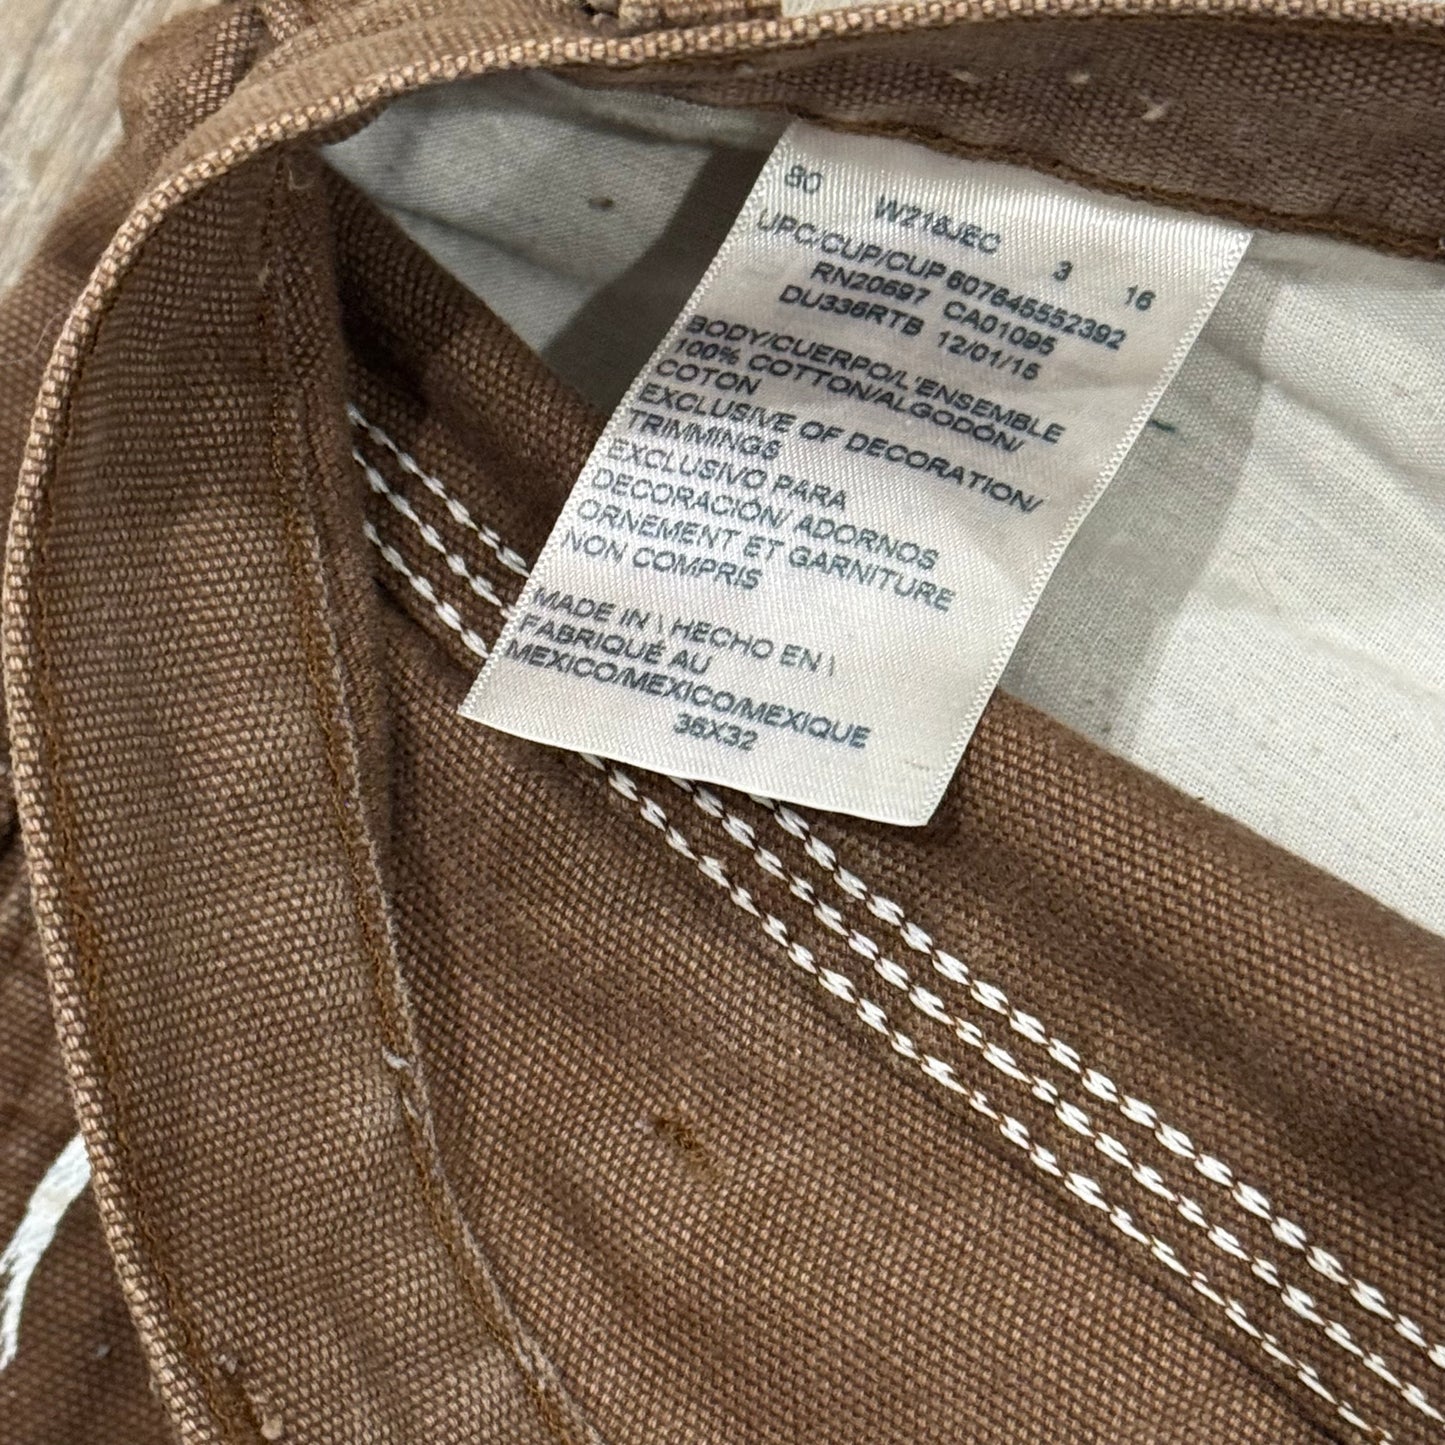 80 W218JEC 3 16
UPC/CUP/CUP 607645552392
RN20697 CA01095
DU336RTB 12/01/16
BODY/CUERPO/L'ENSEMBLE
100% COTTON/ALGODÓN/
COTON
EXCLUSIVE OF DECORATION/
TRIMMINGS
EXCLUSIVO PARA
DECORACIÓN/ ADORNOS
ORNEMENT ET GARNITURE
NON COMPRIS
MADE IN \ HECHO EN \
FABRIQUÉ AU
MEXICO/MEXICO/MEXIQUE
36X32